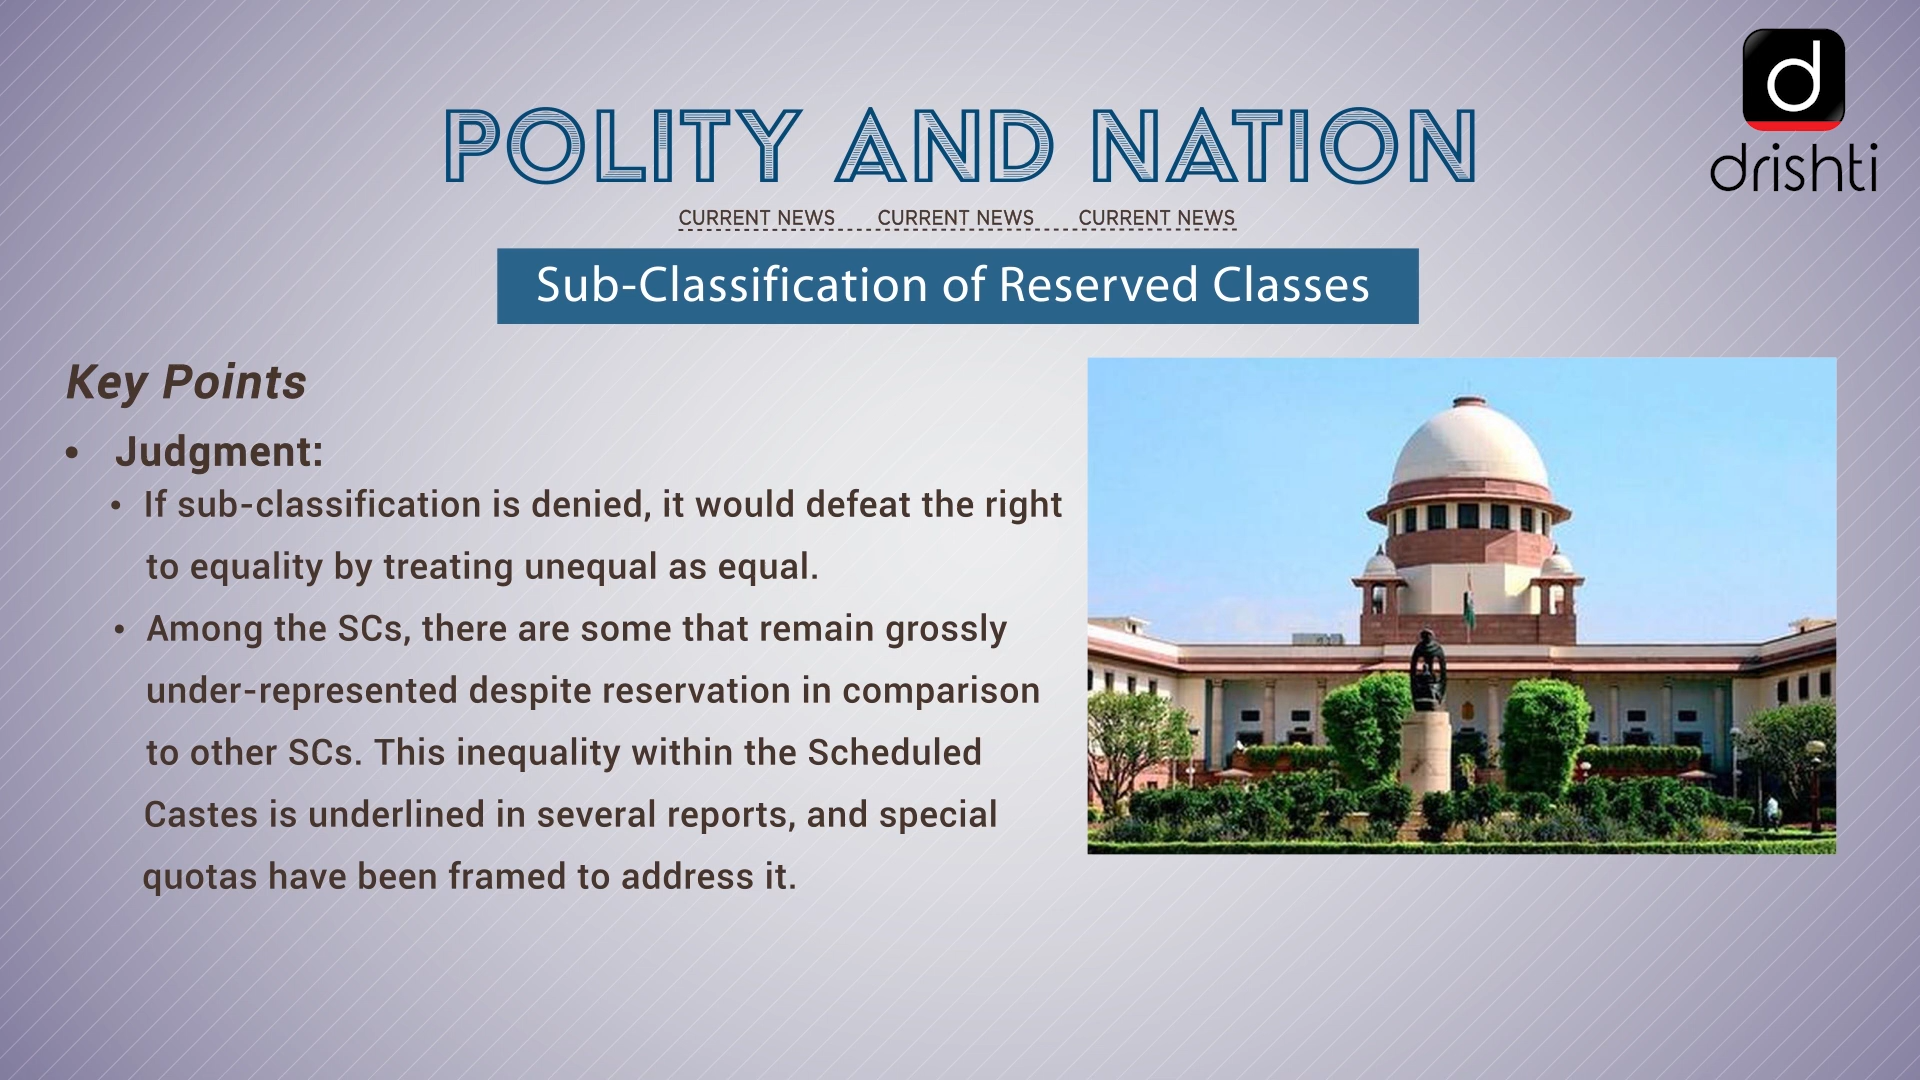 d
drishti
POLITY AND NATION
CURRENT NEWS CURRENT NEWS CURRENT NEWS
Sub-Classification of Reserved Classes
Key Points
• Judgment:
• If sub-classification is denied, it would defeat the right
to equality by treating unequal as equal.
• Among the SCs, there are some that remain grossly
under-represented despite reservation in comparison
to other SCs. This inequality within the Scheduled
Castes is underlined in several reports, and special
quotas have been framed to address it.